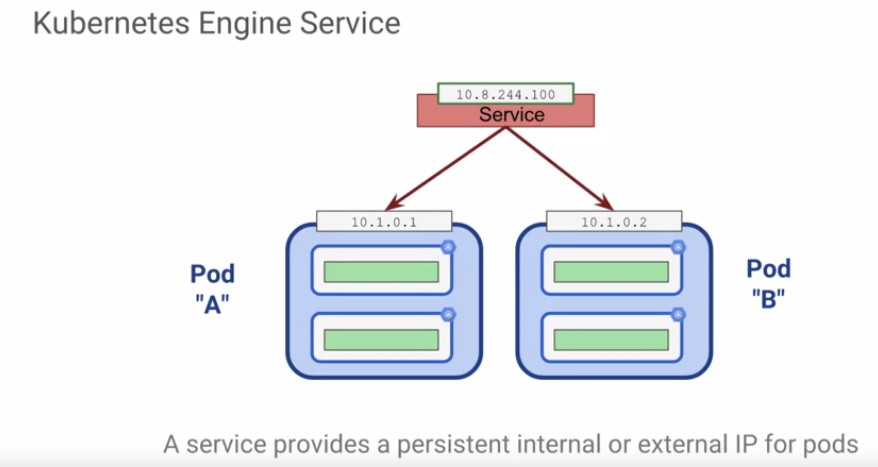 Kubernetes Engine Service
10.8.244.100
Service
10.1.0.1
10.1.0.2
Pod
"A"
Pod
"B"
A service provides a persistent internal or external IP for pods